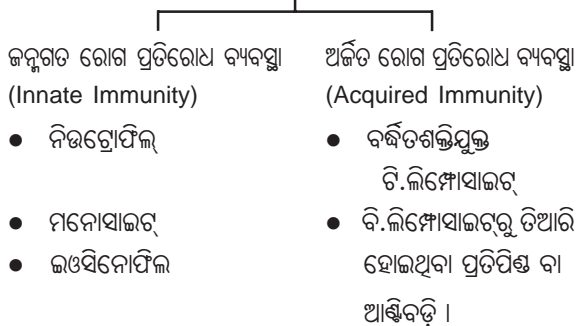 ଜନ୍ମଗତ ରୋଗ ପ୍ରତିରୋଧ ବ୍ୟବସ୍ଥା
(Innate Immunity)
● ନିଉଟ୍ରୋଫିଲ୍
● ମନୋସାଇଟ୍
● ଇଓସିନୋଫିଲ
ଅର୍ଜିତ ରୋଗ ପ୍ରତିରୋଧ ବ୍ୟବସ୍ଥା
(Acquired Immunity)
● ବର୍ଦ୍ଧିତଶକ୍ତିଯୁକ୍ତ
ଟି.ଲିମ୍ଫୋସାଇଟ୍
● ବି.ଲିମ୍ଫୋସାଇଟ୍‌ରୁ ତିଆରି
ହୋଇଥିବା ପ୍ରତିପିଣ୍ଡ ବା
ଆଣ୍ଟିବଡ଼ି ।